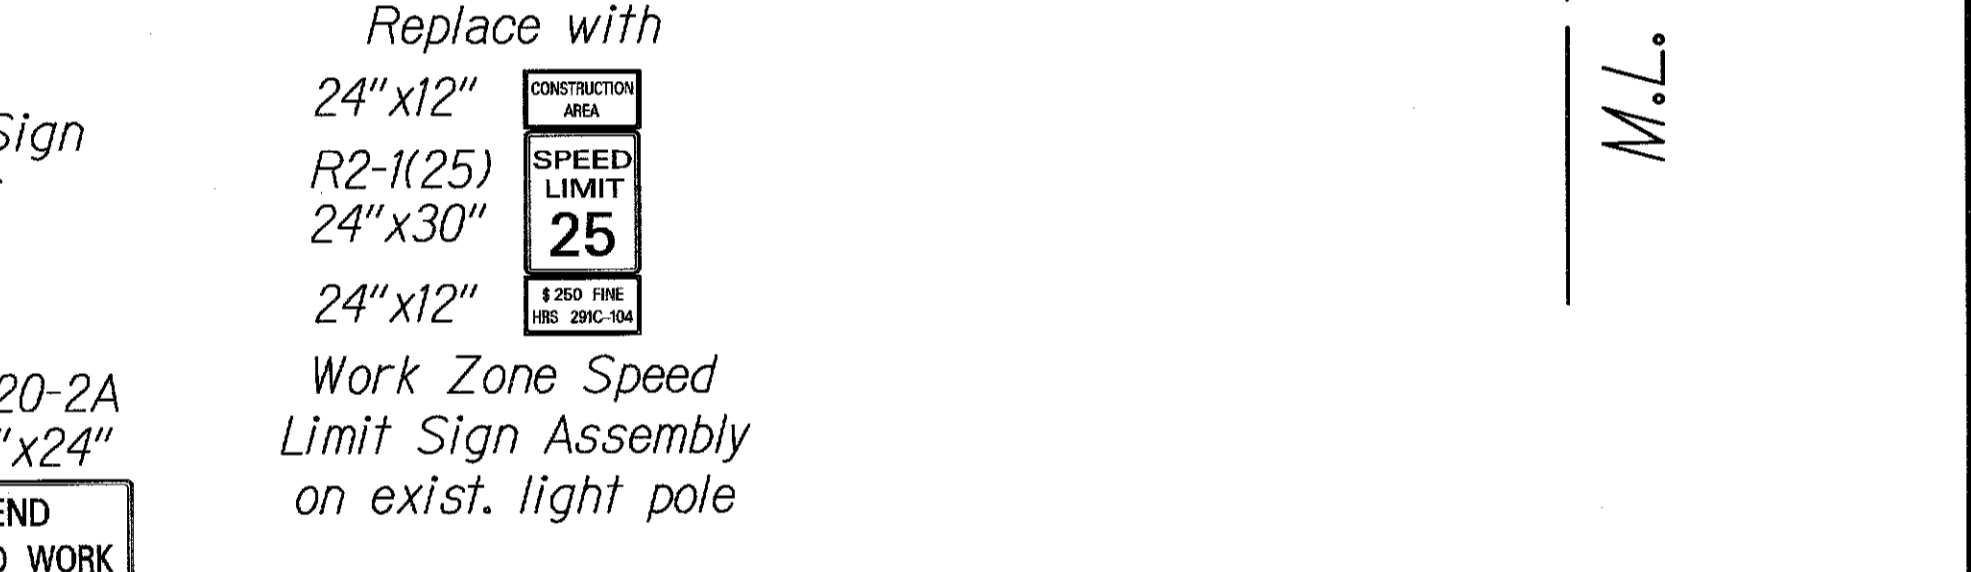 Sign
20-2A
"x24"
END
WORK
Replace with
24"x12"
CONSTRUCTION
AREA
R2-1(25)
24"x30"
SPEED
LIMIT
25
24"x12"
$250 FINE
HRS 291C-104
Work Zone Speed
Limit Sign Assembly
on exist. light pole
M.L.